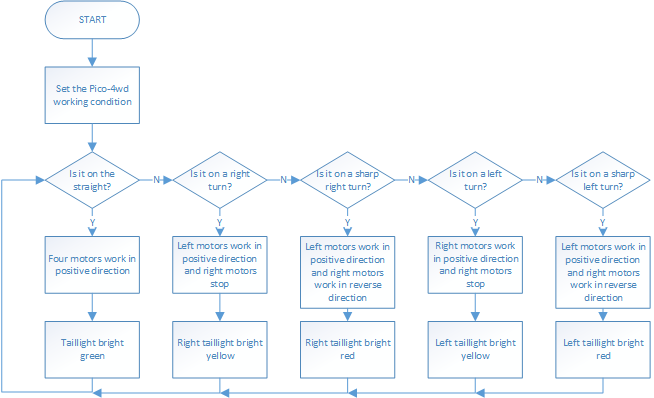 START
Set the Pico-4wd
working condition
Is it on the
straight?
N
Is it on a right
turn?
N
Is it on a sharp
right turn?
N
Is it on a left
turn?
N
Is it on a sharp
left turn?
Y
Y
Y
Y
Y
Four motors work in
positive direction
Left motors work in
positive direction
and right motors
stop
Left motors work in
positive direction
and right motors
work in reverse
direction
Right motors work
in positive direction
and right motors
stop
Left motors work in
positive direction
and right motors
work in reverse
direction
Taillight bright
green
Right taillight bright
yellow
Right taillight bright
red
Left taillight bright
yellow
Left taillight bright
red